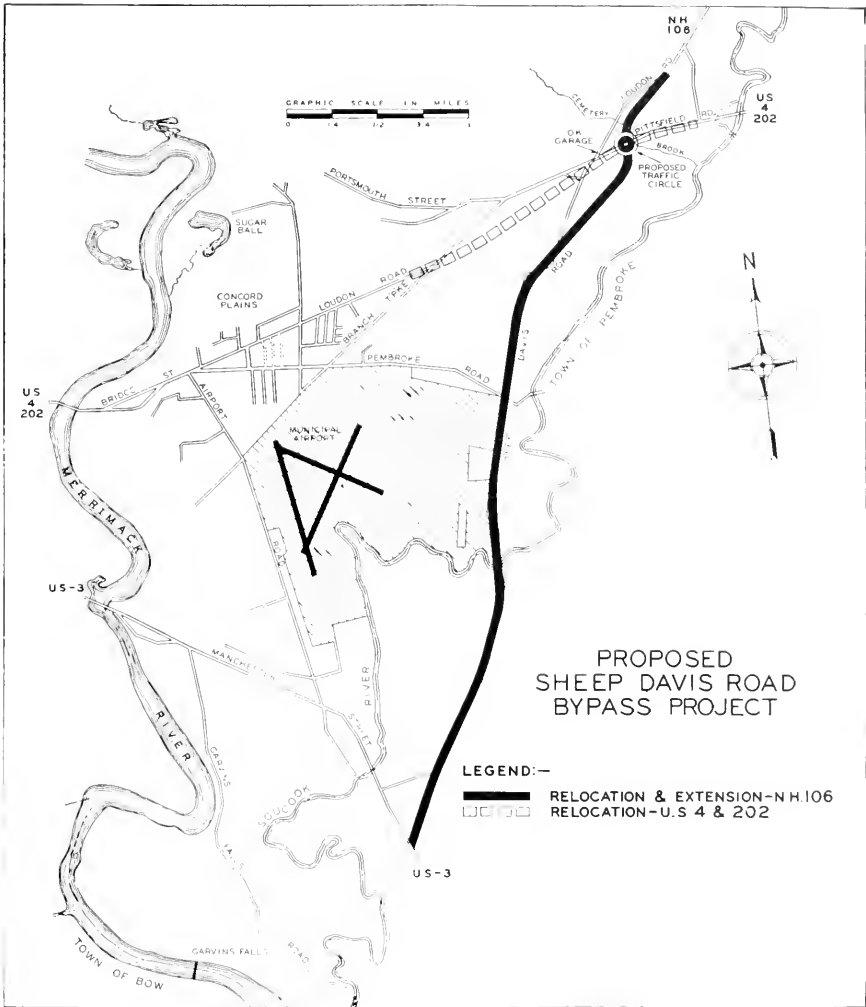 NH
106
GRAPHIC SCALE IN MILES
0 1/4 1/2 3/4 1
LOUDON
CEMETERY
US
4
202
PITTSFIELD RD.
OK
GARAGE
BROOK
PROPOSED
TRAFFIC
CIRCLE
PORTSMOUTH STREET
SUGAR
BALL
ROAD
N
TOWN OF PEMBROKE
CONCORD
PLAINS
LOUDON ROAD
BRANCH TPKE
DAVIS
PEMBROKE ROAD
US
4
202
BRIDGE ST
AIRPORT
MUNICIPAL
AIRPORT
MERRIMACK
ROAD
US-3
MANCHESTER STREET
RIVER
PROPOSED
SHEEP DAVIS ROAD
BYPASS PROJECT
RIVER
GARVINS
FALLS
SOUCOOK
LEGEND:—
RELOCATION & EXTENSION-N H.106
RELOCATION-U.S 4 & 202
US-3
GARVINS FALLS
ROAD
TOWN OF BOW